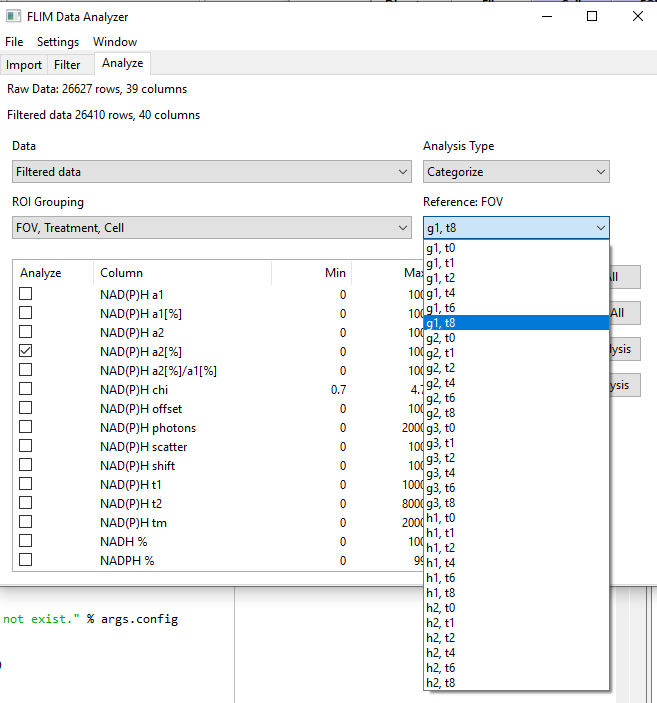 FLIM Data Analyzer
File Settings Window
Import Filter Analyze
Raw Data: 26627 rows, 39 columns
Filtered data 26410 rows, 40 columns
Data Analysis Type
Filtered data Categorize
ROI Grouping Reference: FOV
FOV, Treatment, Cell g1, t8
Analyze Column Min Max
NAD(P)H a1 0 100
NAD(P)H a1[%] 0 100
NAD(P)H a2 0 100
NAD(P)H a2[%] 0 100
NAD(P)H a2[%]/a1[%] 0 100
NAD(P)H chi 0.7 4.7
NAD(P)H offset 0 100
NAD(P)H photons 0 2000
NAD(P)H scatter 0 100
NAD(P)H shift 0 100
NAD(P)H t1 0 1000
NAD(P)H t2 0 8000
NAD(P)H tm 0 2000
NADH % 0 100
NADPH % 0 99
g1, t0
g1, t1
g1, t2
g1, t4
g1, t6
g1, t8
g2, t0
g2, t1
g2, t2
g2, t4
g2, t6
g2, t8
g3, t0
g3, t1
g3, t2
g3, t4
g3, t6
g3, t8
h1, t0
h1, t1
h1, t2
h1, t4
h1, t6
h1, t8
h2, t0
h2, t1
h2, t2
h2, t4
h2, t6
h2, t8
All
All
not exist." % args.config